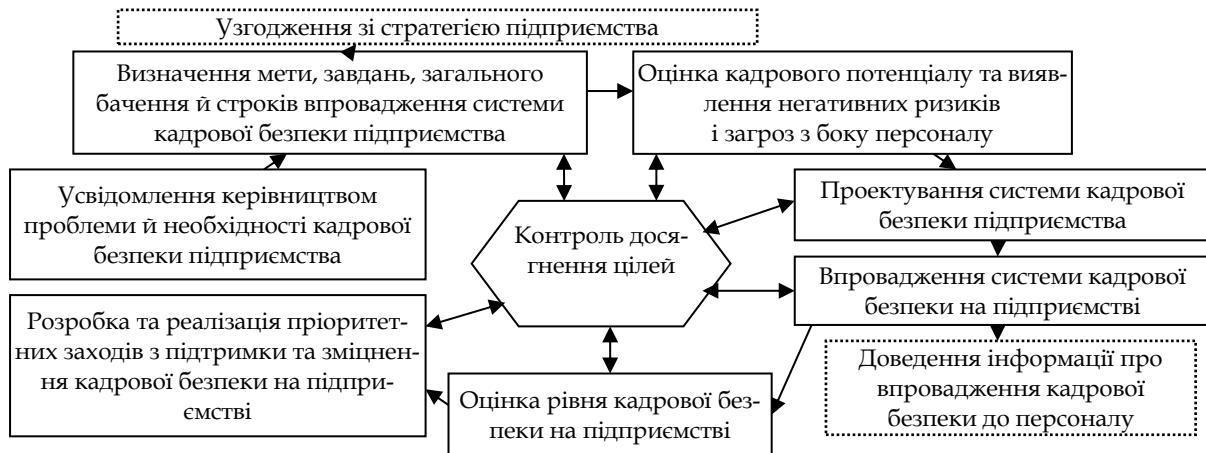 Узгодження зі стратегією підприємства
Визначення мети, завдань, загального
бачення й строків впровадження системи
кадрової безпеки підприємства
Оцінка кадрового потенціалу та вияв-
лення негативних ризиків
і загроз з боку персоналу
Усвідомлення керівництвом
проблеми й необхідності кадрової
безпеки підприємства
Контроль дося-
гнення цілей
Проектування системи кадрової
безпеки підприємства
Впровадження системи кадрової
безпеки на підприємстві
Розробка та реалізація пріоритет-
них заходів з підтримки та зміцнен-
ня кадрової безпеки на підпри-
ємстві
Оцінка рівня кадрової без-
пеки на підприємстві
Доведення інформації про
впровадження кадрової
безпеки до персоналу